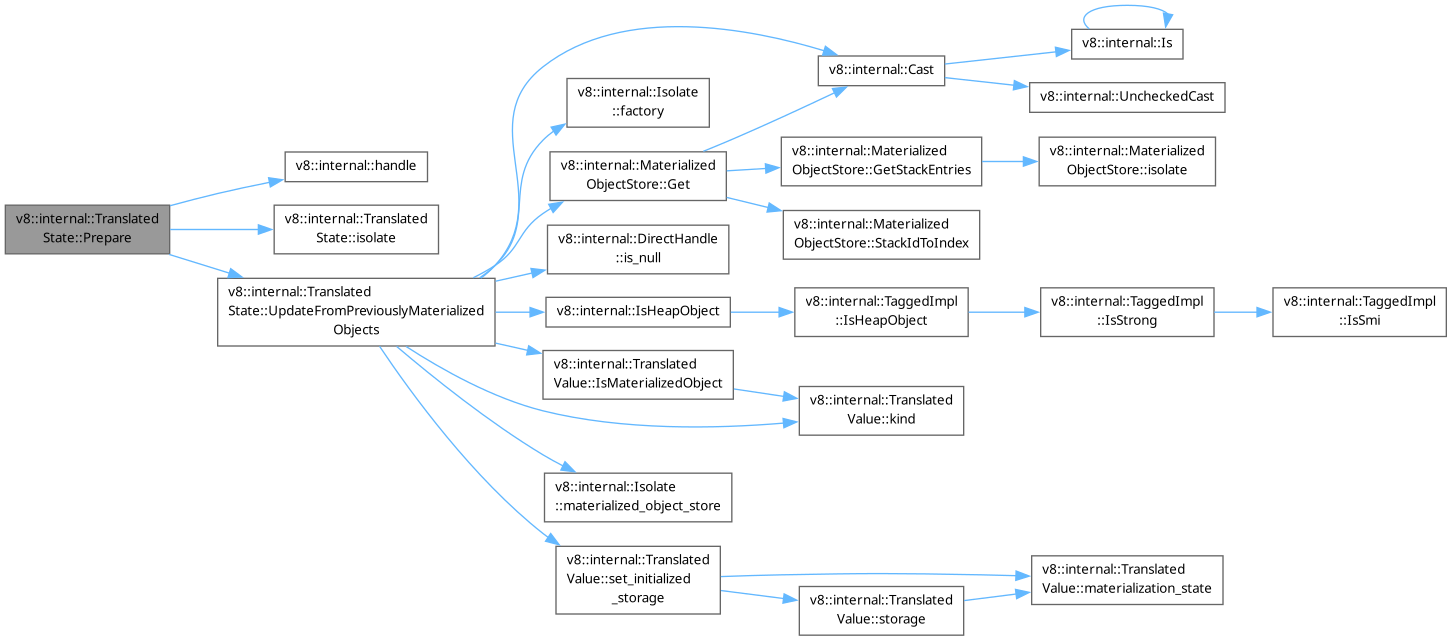 v8::internal::Translated
State::Prepare
v8::internal::handle
v8::internal::Translated
State::isolate
v8::internal::Translated
State::UpdateFromPreviouslyMaterialized
Objects
v8::internal::Isolate
::factory
v8::internal::Materialized
ObjectStore::Get
v8::internal::DirectHandle
::is_null
v8::internal::IsHeapObject
v8::internal::Translated
Value::IsMaterializedObject
v8::internal::Isolate
::materialized_object_store
v8::internal::Translated
Value::set_initialized
_storage
v8::internal::Cast
v8::internal::Materialized
ObjectStore::GetStackEntries
v8::internal::Materialized
ObjectStore::StackIdToIndex
v8::internal::TaggedImpl
::IsHeapObject
v8::internal::Translated
Value::kind
v8::internal::Translated
Value::storage
v8::internal::Is
v8::internal::UncheckedCast
v8::internal::Materialized
ObjectStore::isolate
v8::internal::TaggedImpl
::IsStrong
v8::internal::Translated
Value::materialization_state
v8::internal::TaggedImpl
::IsSmi